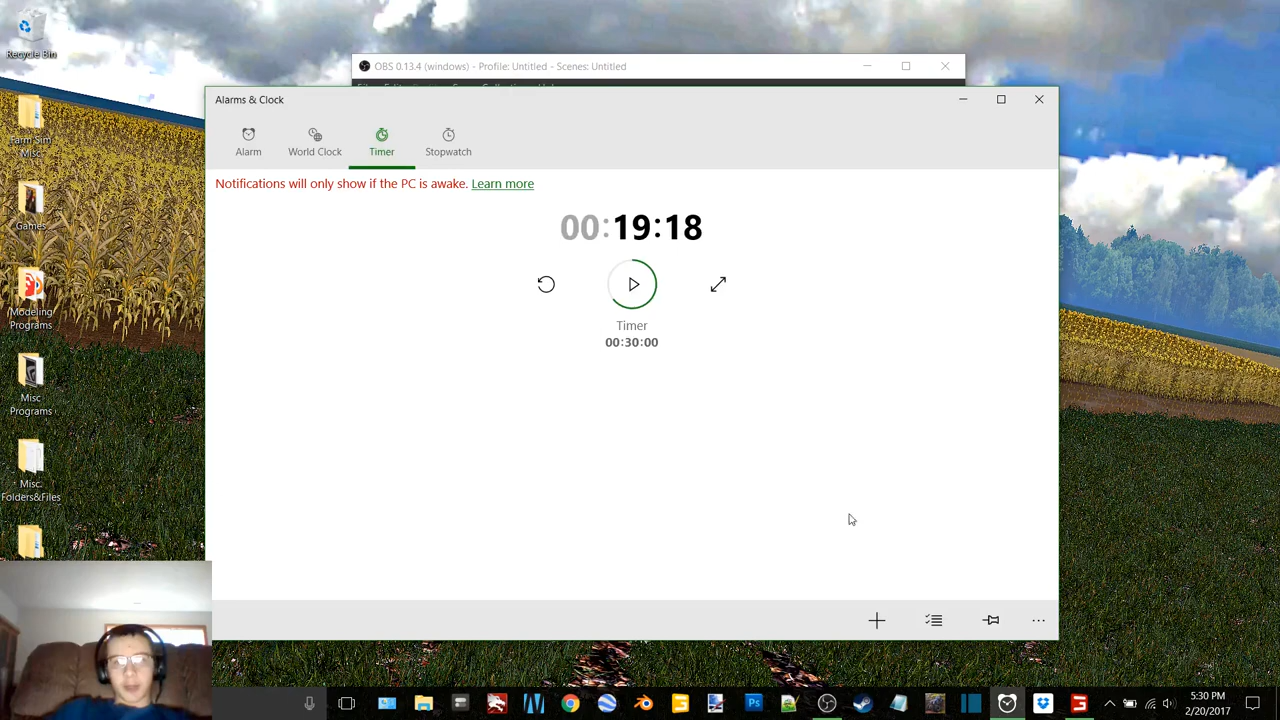 Recycle Bin
OBS 0.13.4 (windows) - Profile: Untitled - Scenes: Untitled
Alarms & Clock
Alarm
World Clock
Timer
Stopwatch
Notifications will only show if the PC is awake. Learn more
00:19:18
Timer
00:30:00
Farm Sim
Misc.
Games
Modeling
Programs
Misc
Programs
Misc.
Folders&Files
5:30 PM
2/20/2017